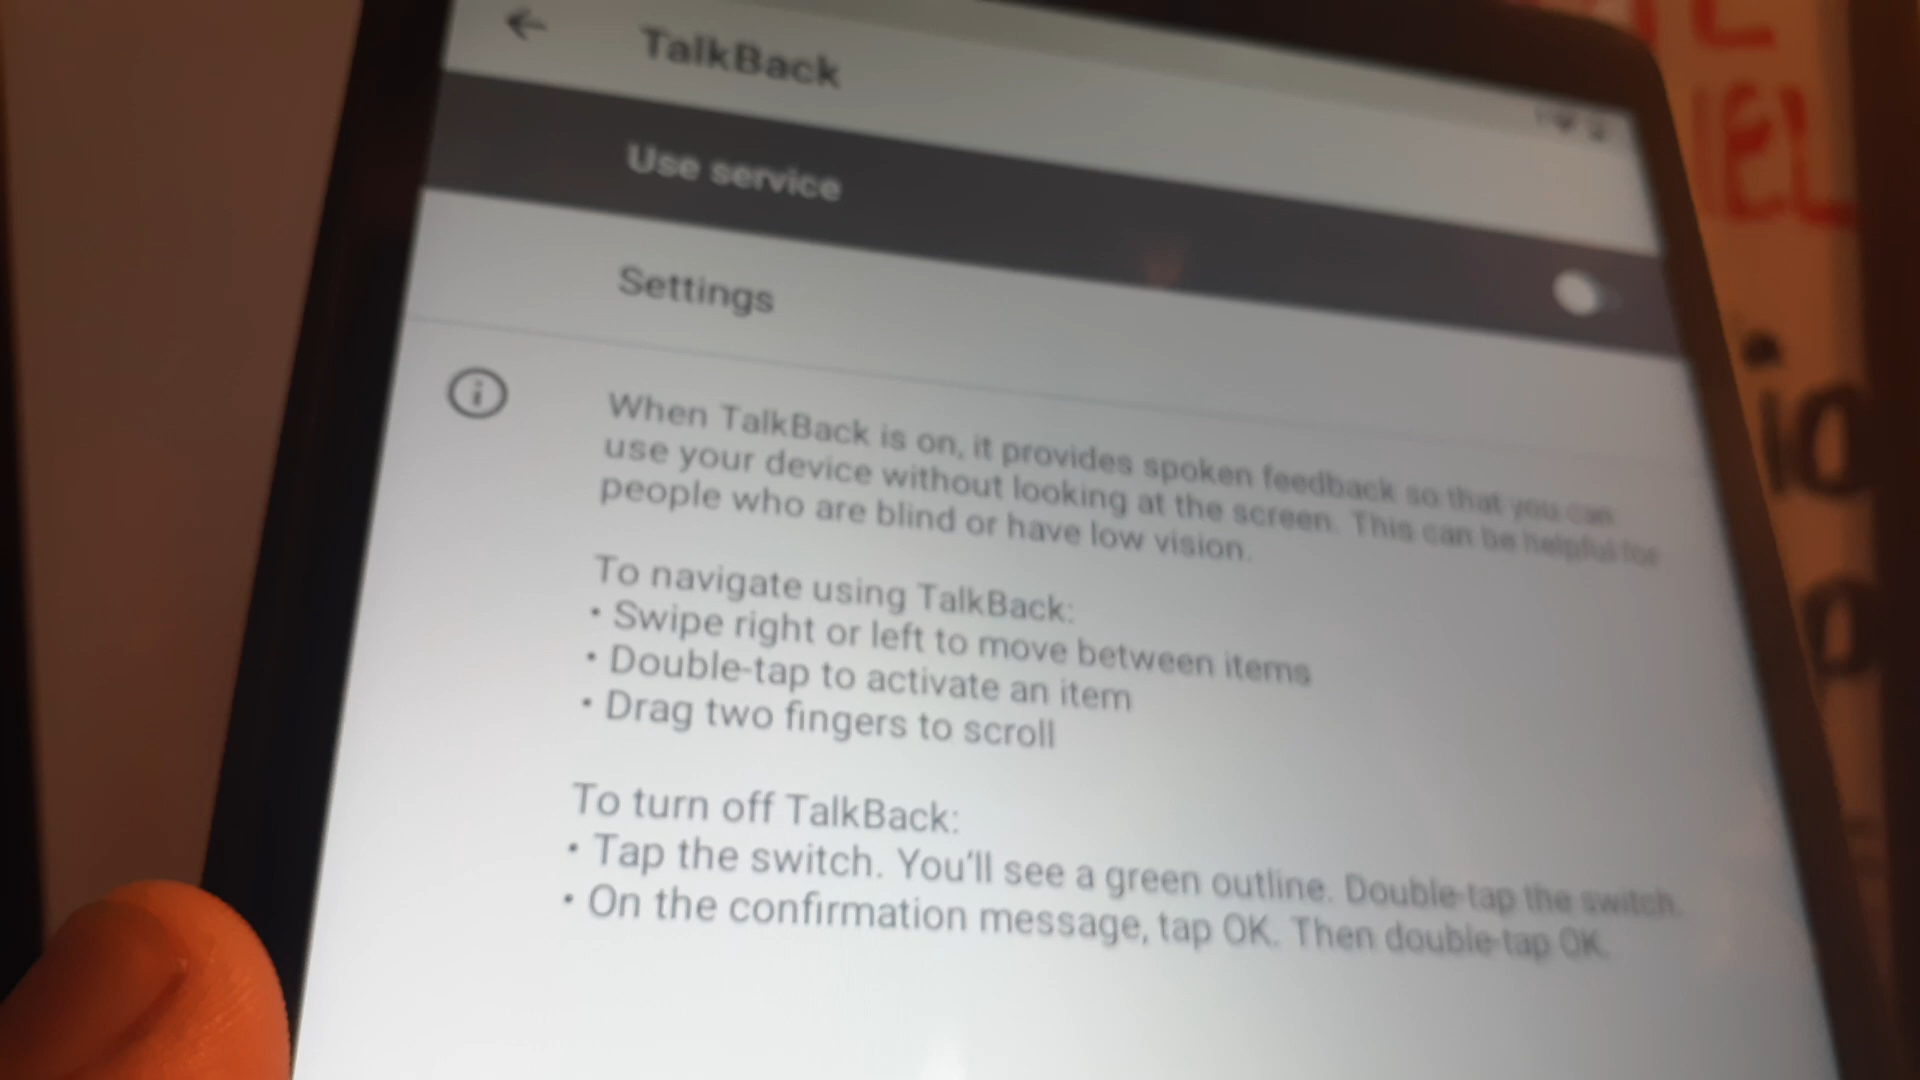 TalkBack
Use service
Settings
When TalkBack is on, it provides spoken feedback so that you can
use your device without looking at the screen. This can be helpful for
people who are blind or have low vision.
To navigate using TalkBack:
• Swipe right or left to move between items
• Double-tap to activate an item
• Drag two fingers to scroll
To turn off TalkBack:
• Tap the switch. You'll see a green outline. Double-tap the switch.
• On the confirmation message, tap OK. Then double-tap OK.